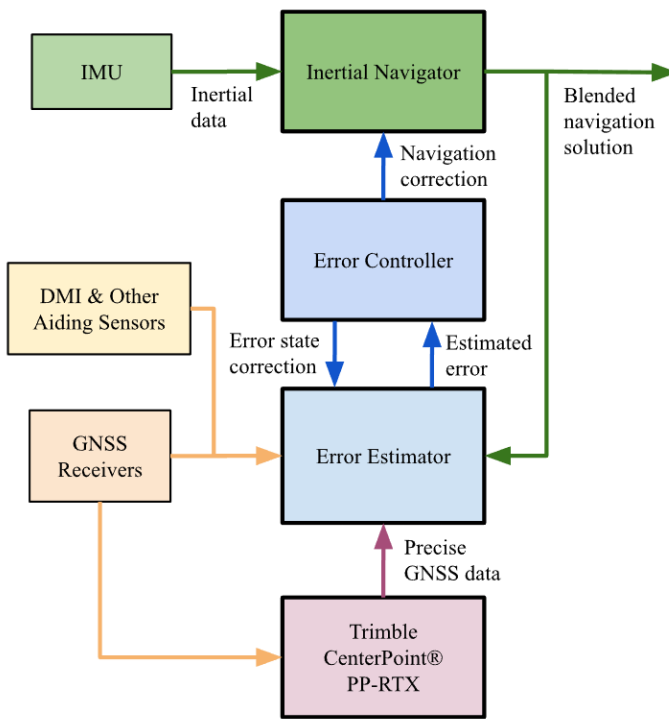 IMU
Inertial
data
Inertial Navigator
Blended
navigation
solution
Navigation
correction
Error Controller
DMI & Other
Aiding Sensors
Error state
correction
Estimated
error
GNSS
Receivers
Error Estimator
Precise
GNSS data
Trimble
CenterPoint®
PP-RTX